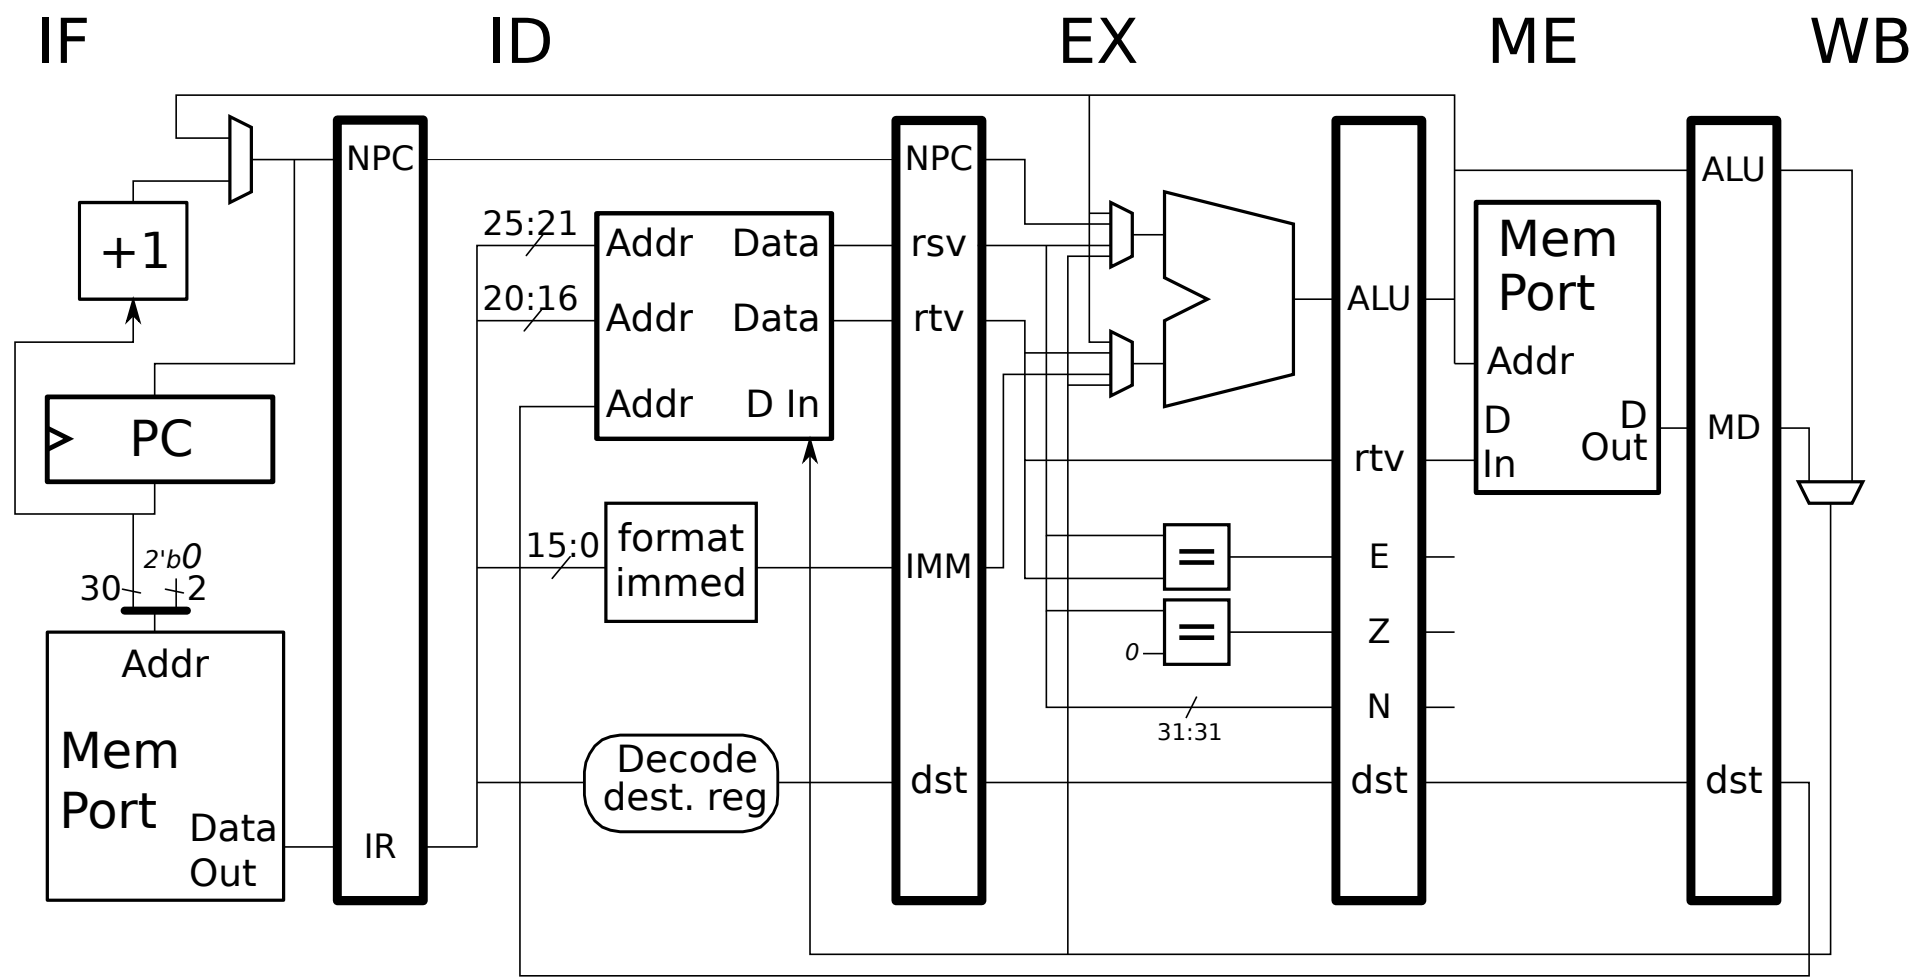 IF
ID
EX
ME
WB
+1
PC
2'b0
30
2
Addr
Mem
Port
Data
Out
NPC
IR
25:21
20:16
15:0
Addr Data
Addr Data
Addr D In
format
immed
Decode
dest. reg
NPC
rsv
rtv
IMM
dst
=
=
0
31:31
ALU
rtv
E
Z
N
dst
Mem
Port
Addr
D
In
D
Out
ALU
MD
dst